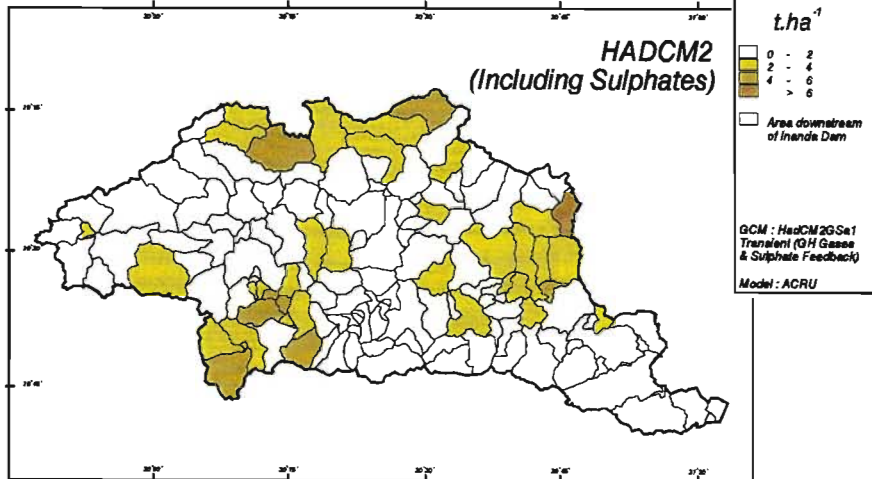 HADCM2
(Including Sulphates)
t.ha⁻¹
0 - 2
2 - 4
4 - 6
> 6
Area downstream
of Inanda Dam
GCM : HadCM2GSa1
Transient (GH Gases
& Sulphate Feedback)
Model : ACRU